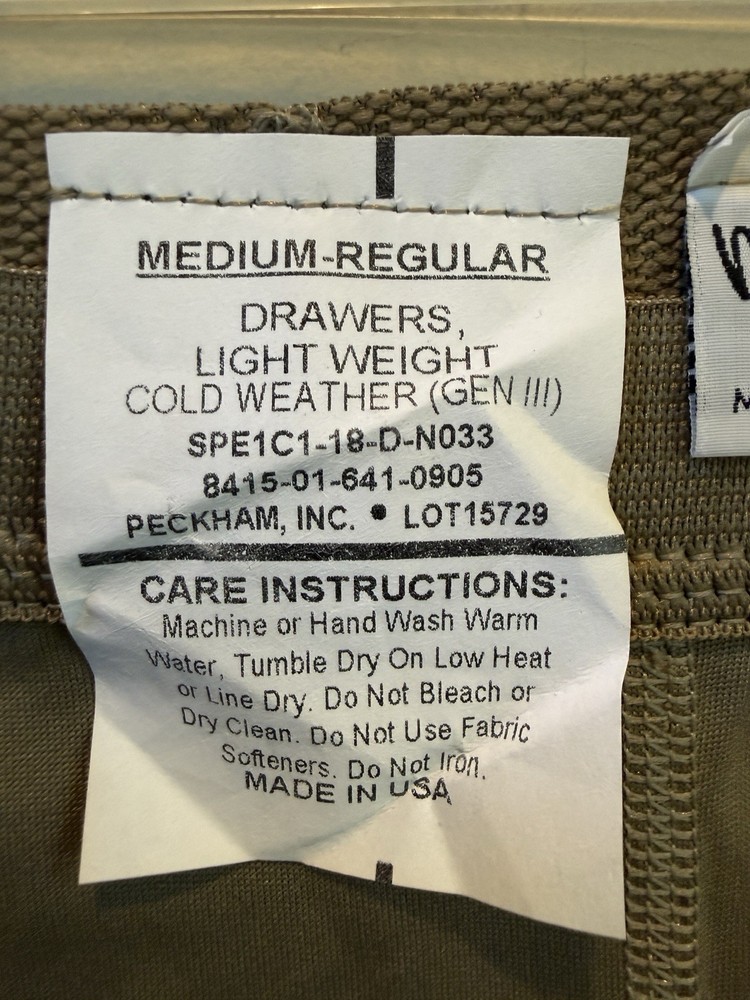 MEDIUM-REGULAR
DRAWERS,
LIGHT WEIGHT
COLD WEATHER (GEN III)
SPE1C1-18-D-N033
8415-01-641-0905
PECKHAM, INC. • LOT15729
CARE INSTRUCTIONS:
Machine or Hand Wash Warm
Water, Tumble Dry On Low Heat
or Line Dry. Do Not Bleach or
Dry Clean. Do Not Use Fabric
Softeners. Do Not Iron.
MADE IN USA